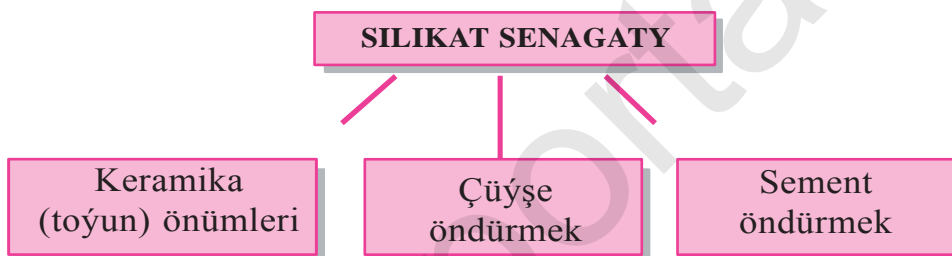 SILIKAT SENAGATY
Keramika
(toýun) önümleri
Çüýşe
öndürmek
Sement
öndürmek